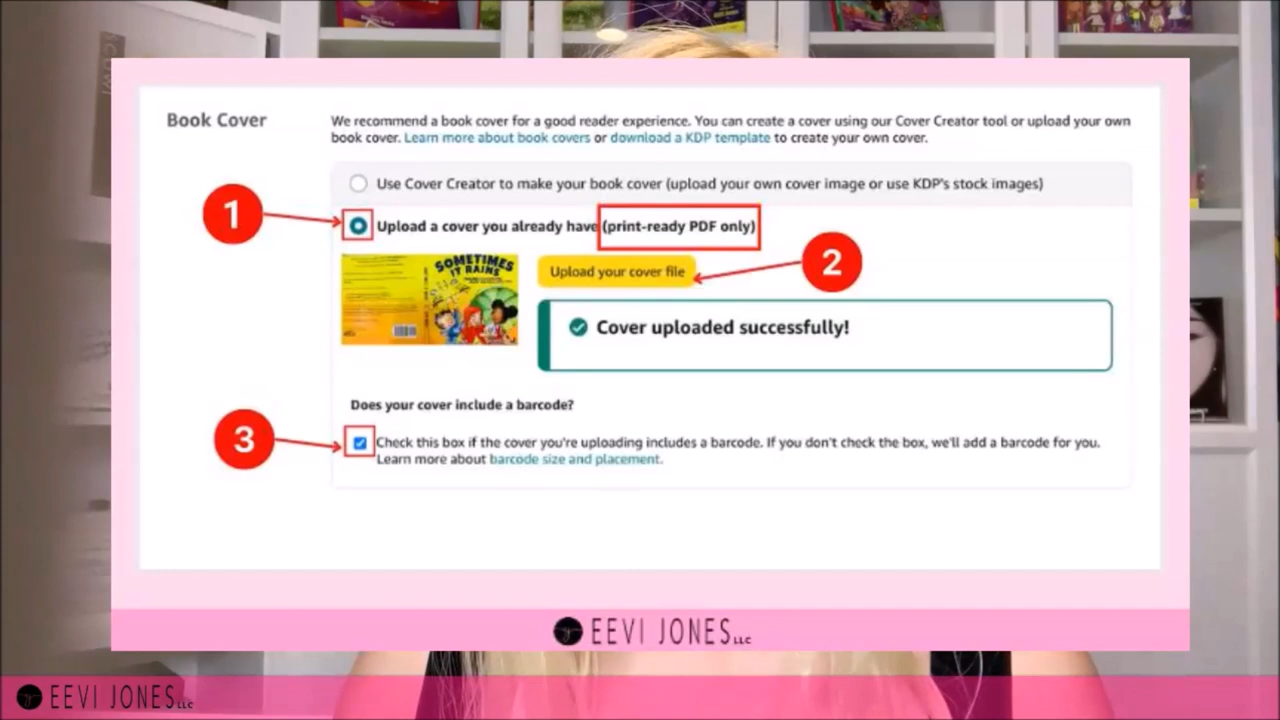 Book Cover
We recommend a book cover for a good reader experience. You can create a cover using our Cover Creator tool or upload your own
book cover. Learn more about book covers or download a KDP template to create your own cover.
Use Cover Creator to make your book cover (upload your own cover image or use KDP's stock images)
1
Upload a cover you already have (print-ready PDF only)
SOMETIMES
IT RAINS
Upload your cover file
2
Cover uploaded successfully!
Does your cover include a barcode?
3
Check this box if the cover you're uploading includes a barcode. If you don't check the box, we'll add a barcode for you.
Learn more about barcode size and placement.
EEVI JONES LLC
EEVI JONES LLC